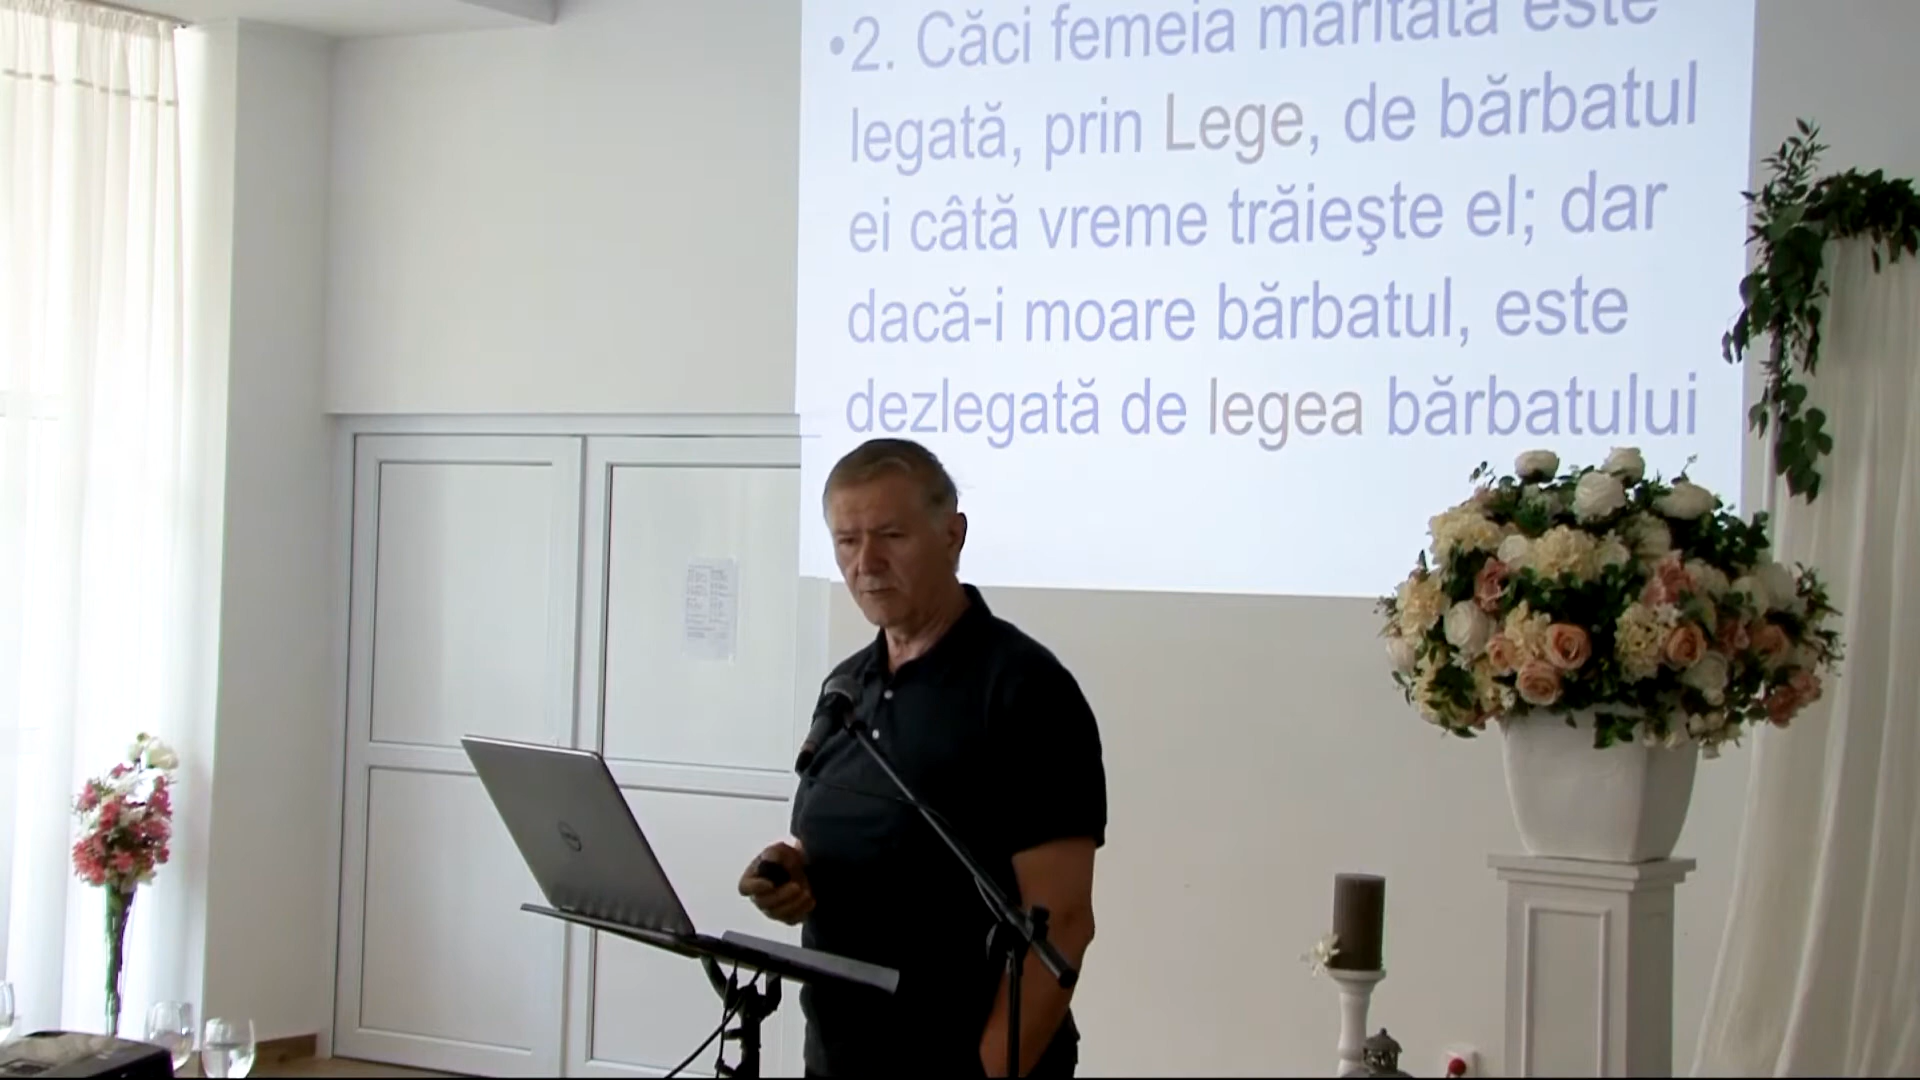 •2. Căci femeia măritată este
legată, prin Lege, de bărbatul
ei câtă vreme trăieşte el; dar
dacă-i moare bărbatul, este
dezlegată de legea bărbatului
DELL